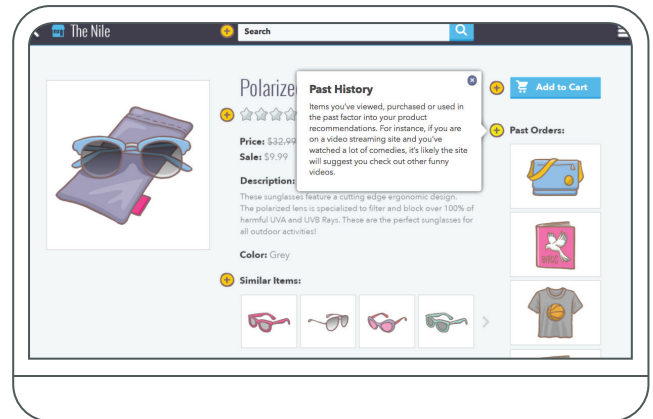 The Nile
Search
Polarize
Past History
Items you've viewed, purchased or used in
the past factor into your product
recommendations. For instance, if you are
on a video streaming site and you've
watched a lot of comedies, it's likely the site
will suggest you check out other funny
videos.
Add to Cart
Price: $32.99
Sale: $9.99
Past Orders:
Description:
These sunglasses feature a cutting edge ergonomic design.
The polarized lens is specialized to filter and block over 100% of
harmful UVA and UVB Rays. These are the perfect sunglasses for
all outdoor activities!
Color: Grey
Similar Items:
BIRDS